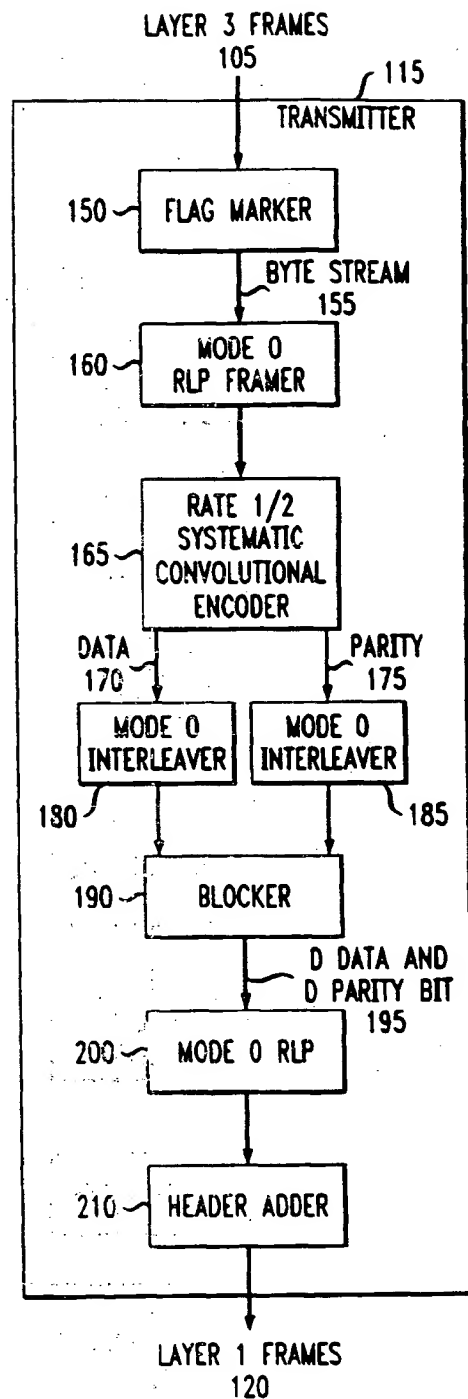 LAYER 3 FRAMES
105
115
TRANSMITTER
150
FLAG MARKER
BYTE STREAM
155
160
MODE 0
RLP FRAMER
165
RATE 1/2
SYSTEMATIC
CONVOLUTIONAL
ENCODER
DATA
170
PARITY
175
MODE 0
INTERLEAVER
180
MODE 0
INTERLEAVER
185
190
BLOCKER
D DATA AND
D PARITY BIT
195
200
MODE 0 RLP
210
HEADER ADDER
LAYER 1 FRAMES
120